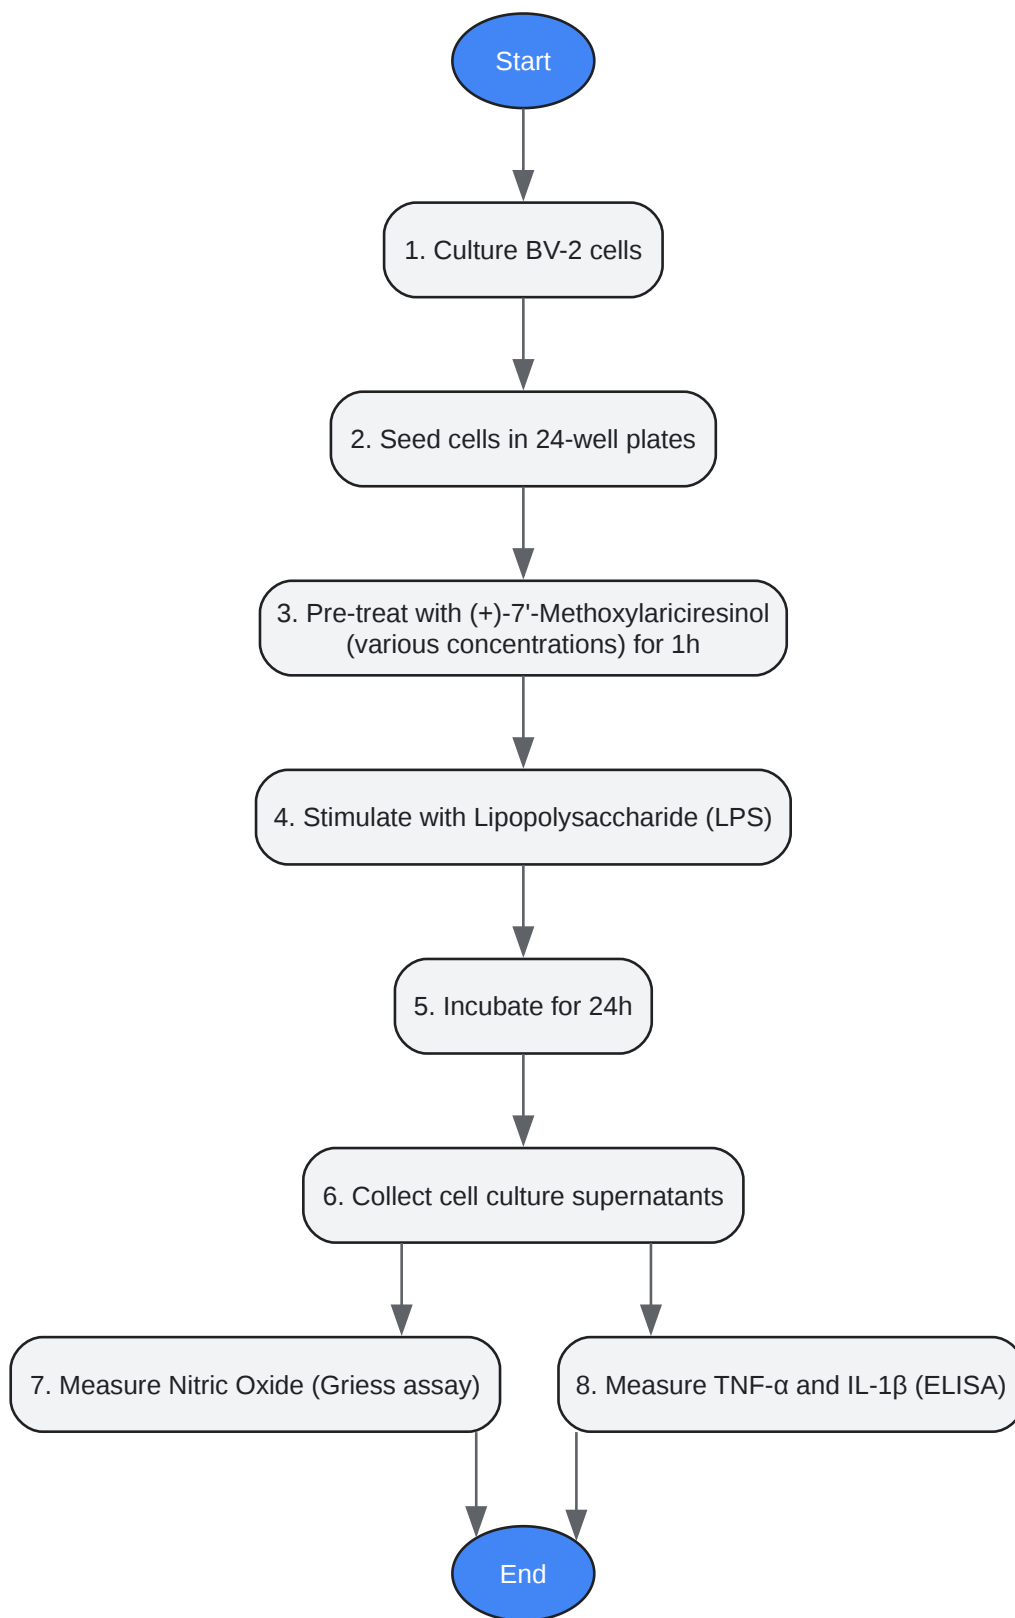 Start
1. Culture BV-2 cells
2. Seed cells in 24-well plates
3. Pre-treat with (+)-7'-Methoxylariciresinol
(various concentrations) for 1h
4. Stimulate with Lipopolysaccharide (LPS)
5. Incubate for 24h
6. Collect cell culture supernatants
7. Measure Nitric Oxide (Griess assay)
8. Measure TNF-α and IL-1β (ELISA)
End